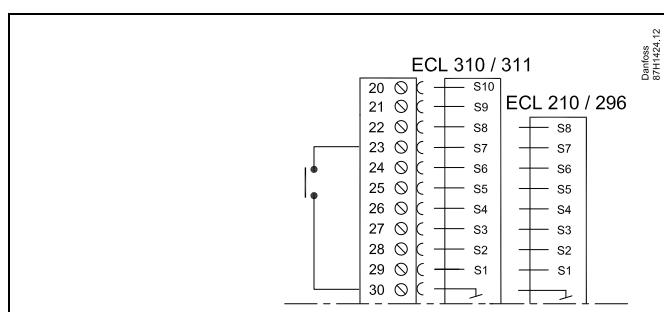 Danfoss
87H1424.12
ECL 310 / 311
ECL 210 / 296
20 S10
21 S9
22 S8 S8
23 S7 S7
24 S6 S6
25 S5 S5
26 S4 S4
27 S3 S3
28 S2 S2
29 S1 S1
30